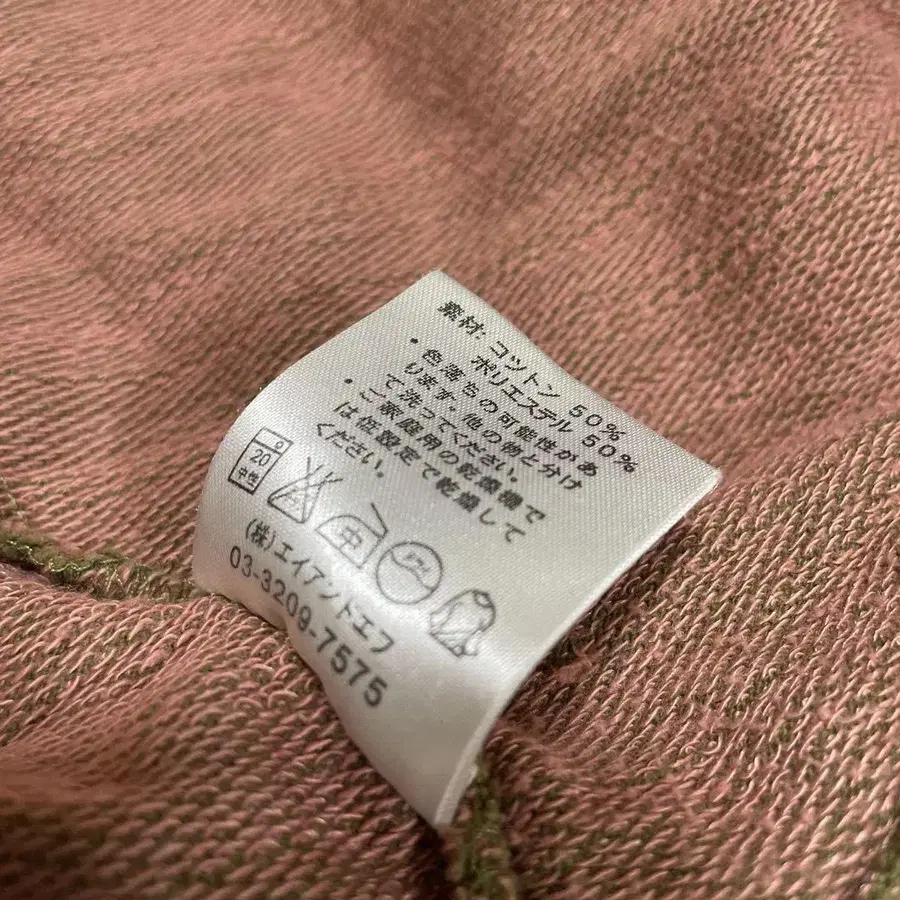 素材: コットン 50%
ポリエステル 50%
・色落ちの可能性があ
ります。他の物と分け
て洗ってください。
・ご家庭用の乾燥機で
は低設定で乾燥して
ください。
20
中性
中
(株)エイアンドエフ
03-3209-7575